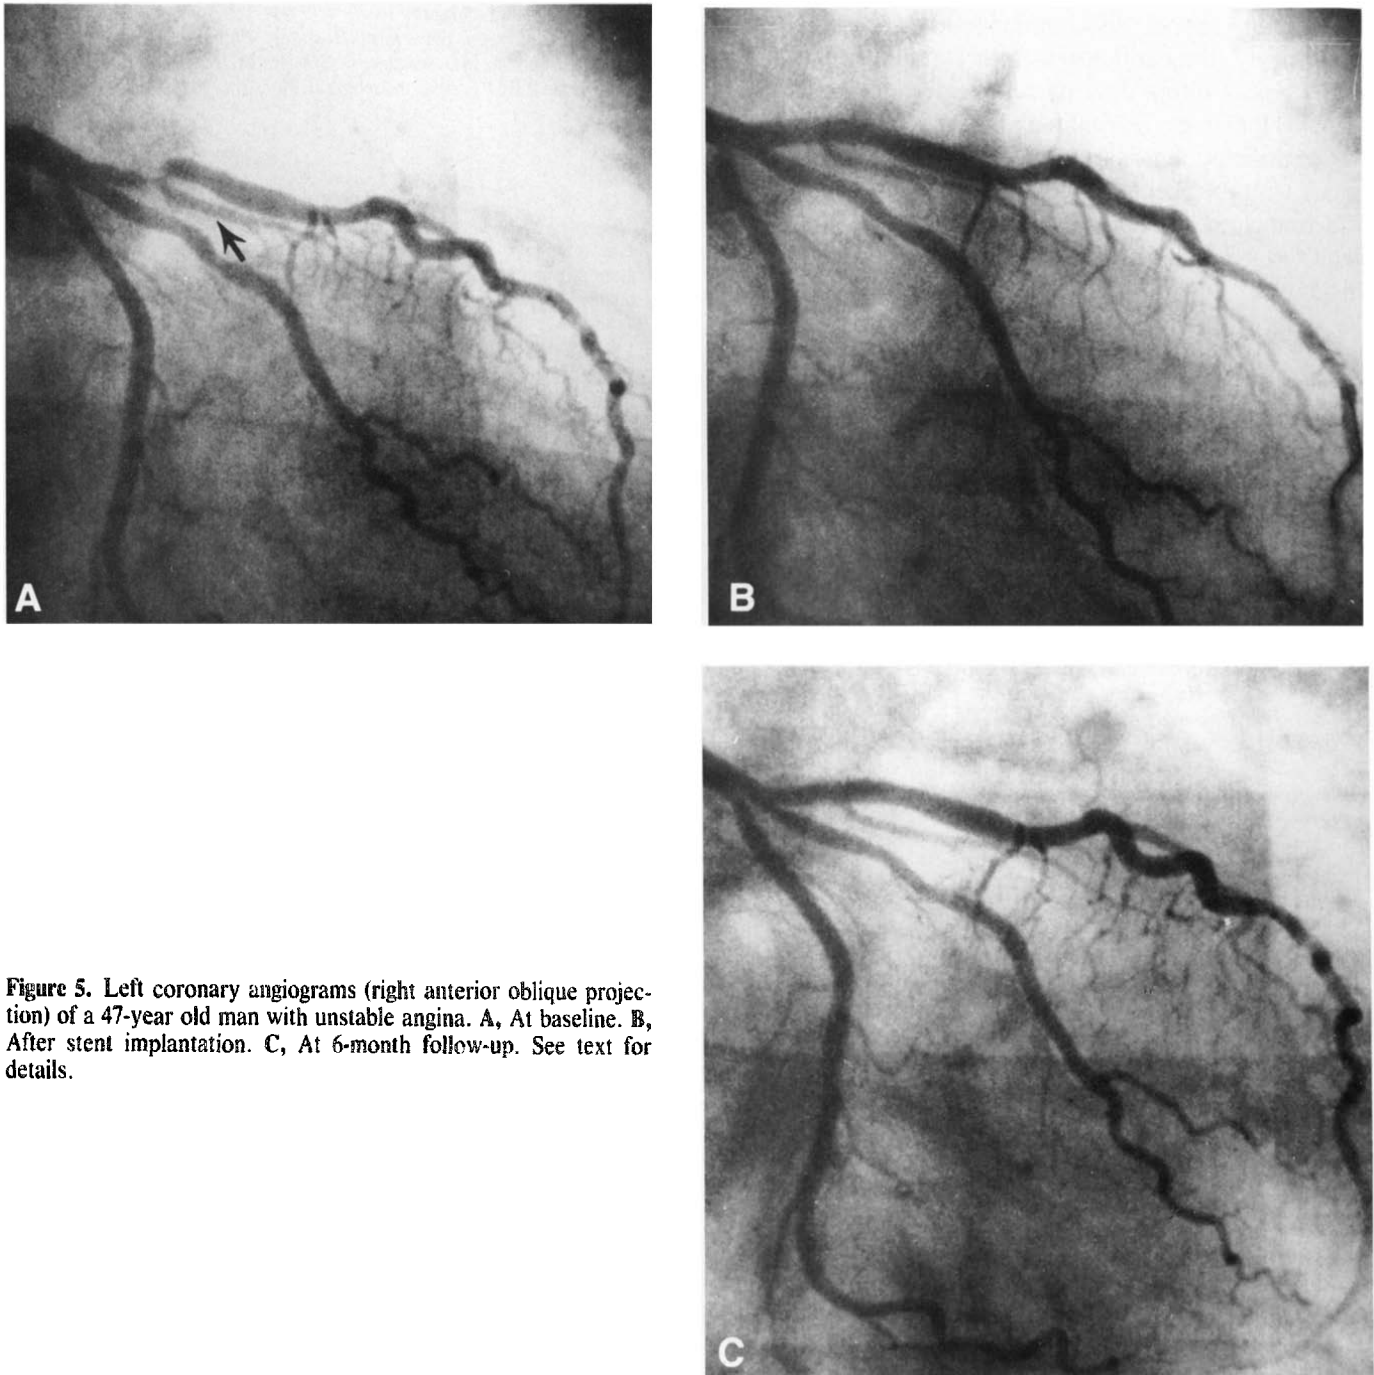 A
B
Figure 5. Left coronary angiograms (right anterior oblique projec-
tion) of a 47-year old man with unstable angina. A, At baseline. B,
After stent implantation. C, At 6-month follow-up. See text for
details.
C